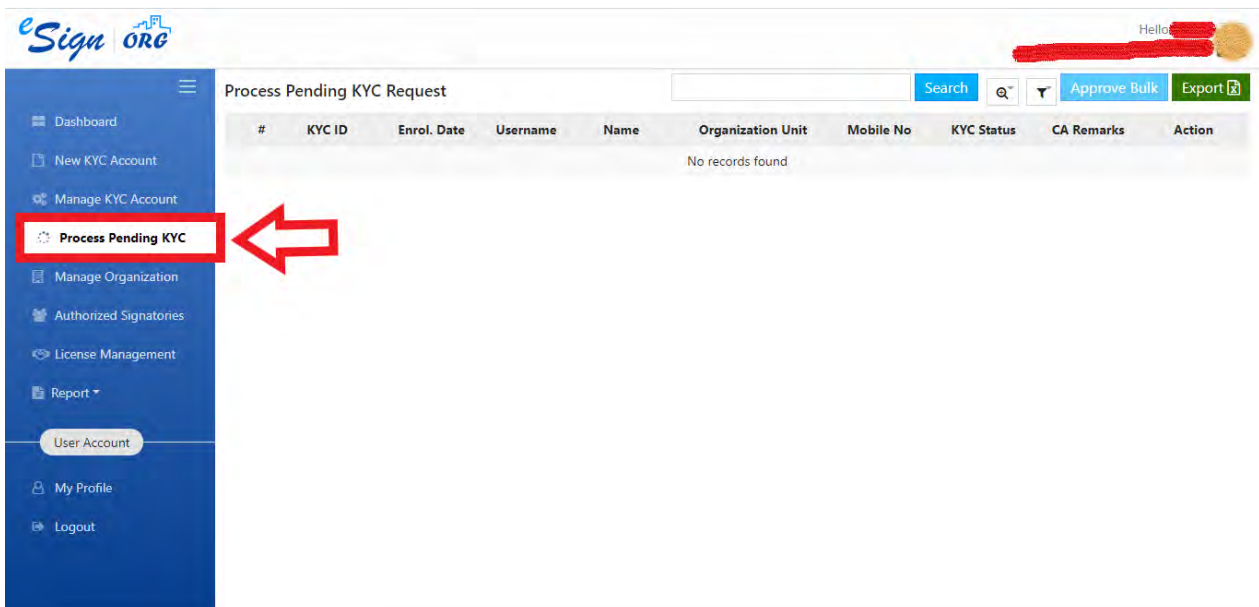 eSign ORG
Hello
Process Pending KYC Request
Search
Approve Bulk
Export
Dashboard
New KYC Account
Manage KYC Account
Process Pending KYC
Manage Organization
Authorized Signatories
License Management
Report
User Account
My Profile
Logout
# KYC ID Enrol. Date Username Name Organization Unit Mobile No KYC Status CA Remarks Action
No records found